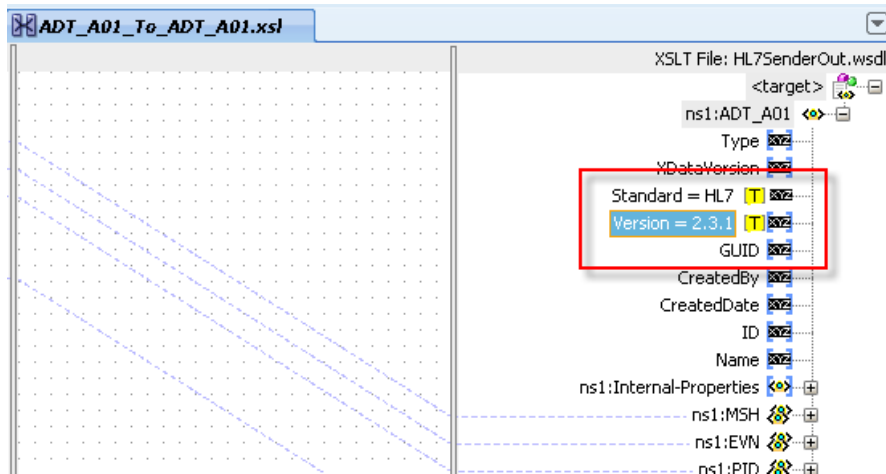 ADT_A01_To_ADT_A01.xsl
XSLT File: HL7SenderOut.wsdl
<target>
ns1:ADT_A01
Type
XDataVersion
Standard = HL7 [T]
Version = 2.3.1 [T]
GUID
CreatedBy
CreatedDate
ID
Name
ns1:Internal-Properties
ns1:MSH
ns1:EVN
ns1:PID